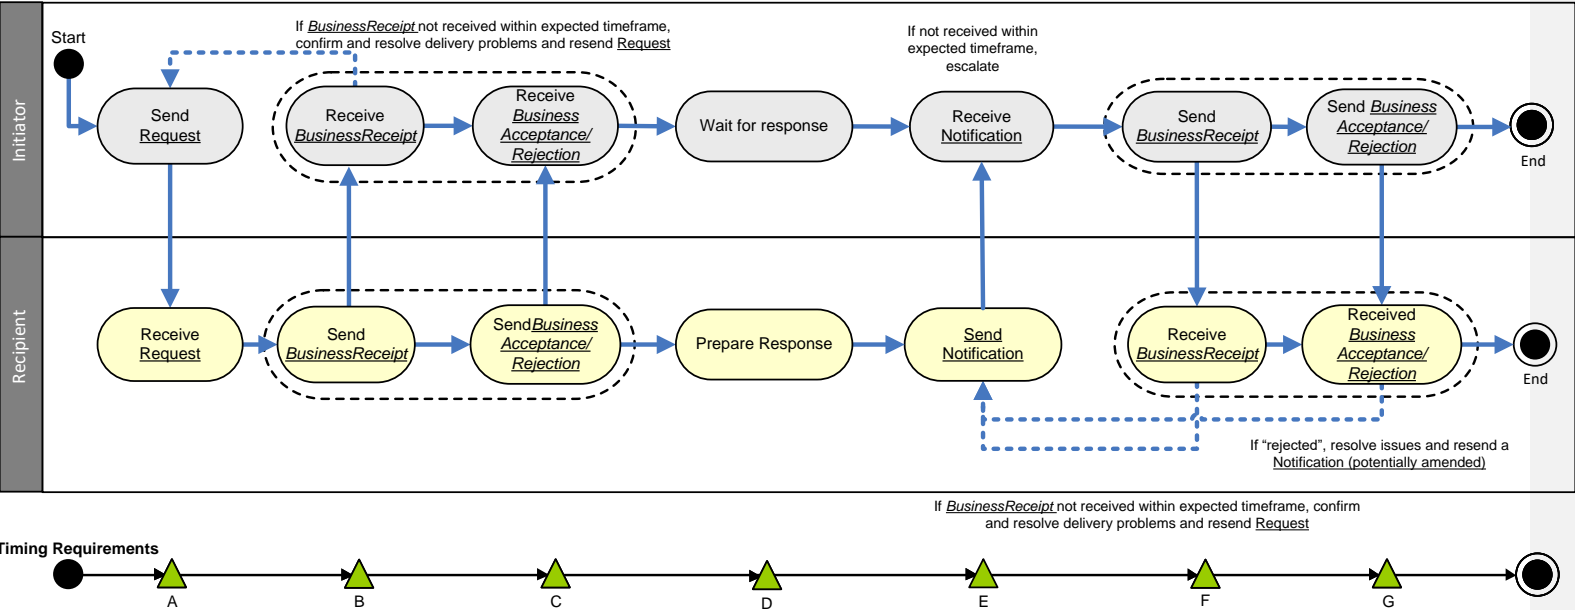 If BusinessReceipt not received within expected timeframe,
confirm and resolve delivery problems and resend Request
If not received within
expected timeframe,
escalate
Start
Initiator
Send
Request
Receive
BusinessReceipt
Receive
Business
Acceptance/
Rejection
Wait for response
Receive
Notification
Send
BusinessReceipt
Send Business
Acceptance/
Rejection
End
Recipient
Receive
Request
Send
BusinessReceipt
SendBusiness
Acceptance/
Rejection
Prepare Response
Send
Notification
Receive
BusinessReceipt
Received
Business
Acceptance/
Rejection
End
If “rejected”, resolve issues and resend a
Notification (potentially amended)
If BusinessReceipt not received within expected timeframe, confirm
and resolve delivery problems and resend Request
Timing Requirements
A
B
C
D
E
F
G